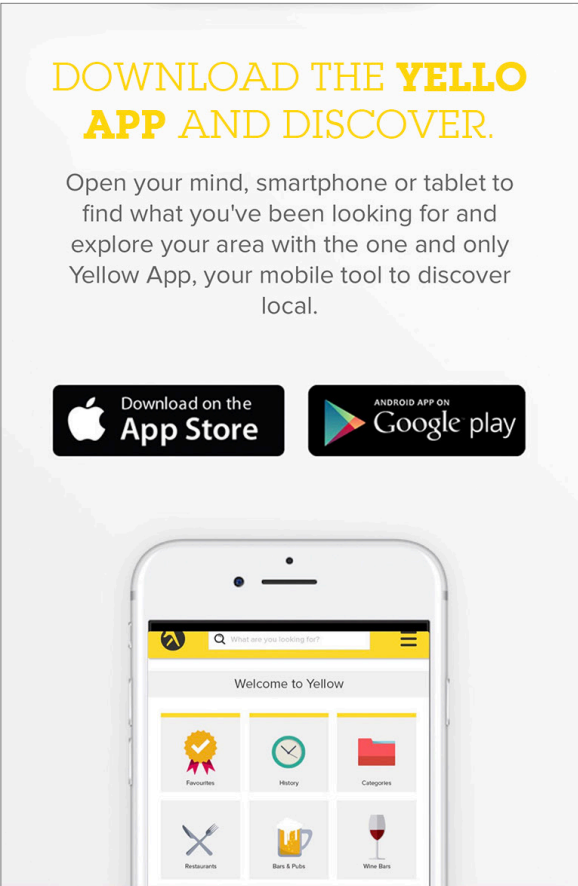 DOWNLOAD THE YELLO
APP AND DISCOVER.
Open your mind, smartphone or tablet to
find what you've been looking for and
explore your area with the one and only
Yellow App, your mobile tool to discover
local.
Download on the
App Store
ANDROID APP ON
Google play
What are you looking for?
Welcome to Yellow
Favourites
History
Categories
Restaurants
Bars & Pubs
Wine Bars